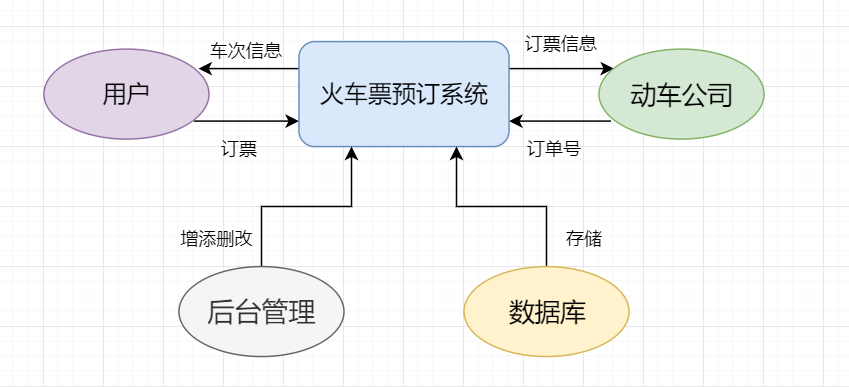 车次信息
订票信息
用户
火车票预订系统
动车公司
订票
订单号
增添删改
存储
后台管理
数据库